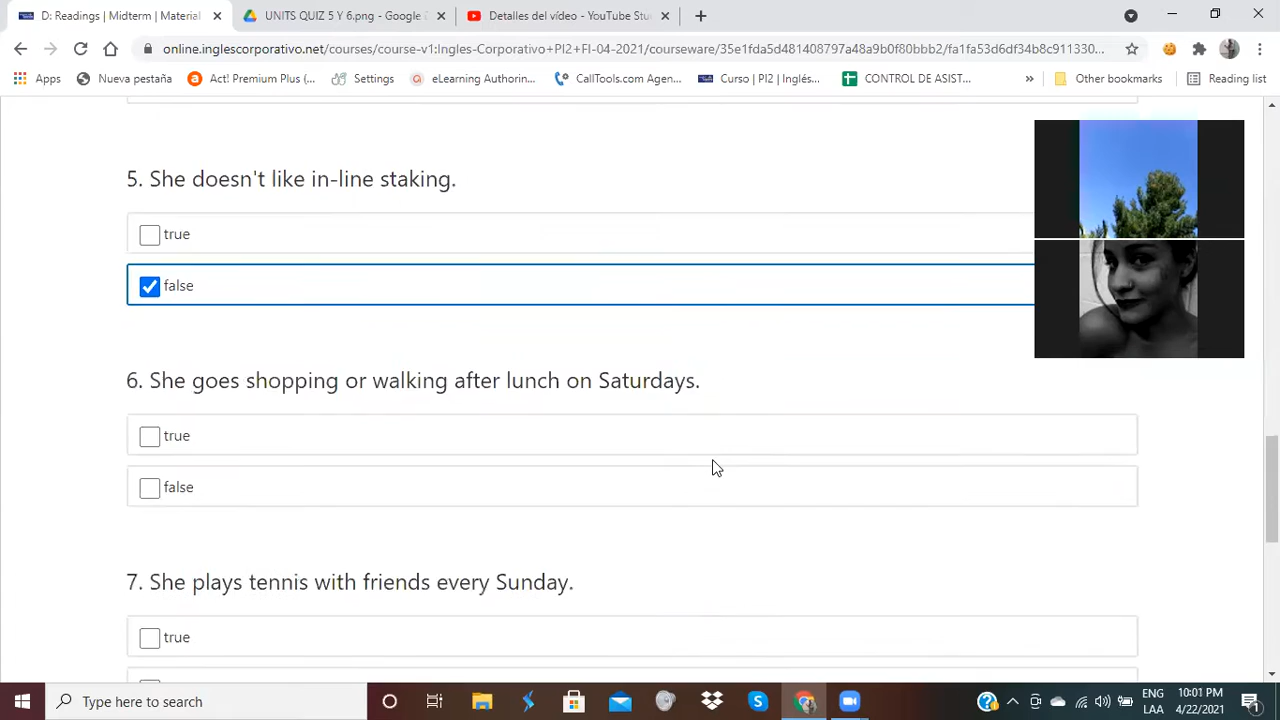 D: Readings | Midterm | Material
UNITS QUIZ 5 Y 6.png - Google
Detalles del vídeo - YouTube Stu
online.inglescorporativo.net/courses/course-v1:Ingles-Corporativo+PI2+FI-04-2021/courseware/35e1fda5d481408797a48a9b0f80bbb2/fa1fa53d6df34b8c911330...
Apps
Nueva pestaña
Act! Premium Plus (...
Settings
eLearning Authorin...
CallTools.com Agen...
Curso | PI2 | Inglés...
CONTROL DE ASIST...
»
Other bookmarks
Reading list
5. She doesn't like in-line staking.
true
false
6. She goes shopping or walking after lunch on Saturdays.
true
false
7. She plays tennis with friends every Sunday.
true
Type here to search
ENG
LAA
10:01 PM
4/22/2021